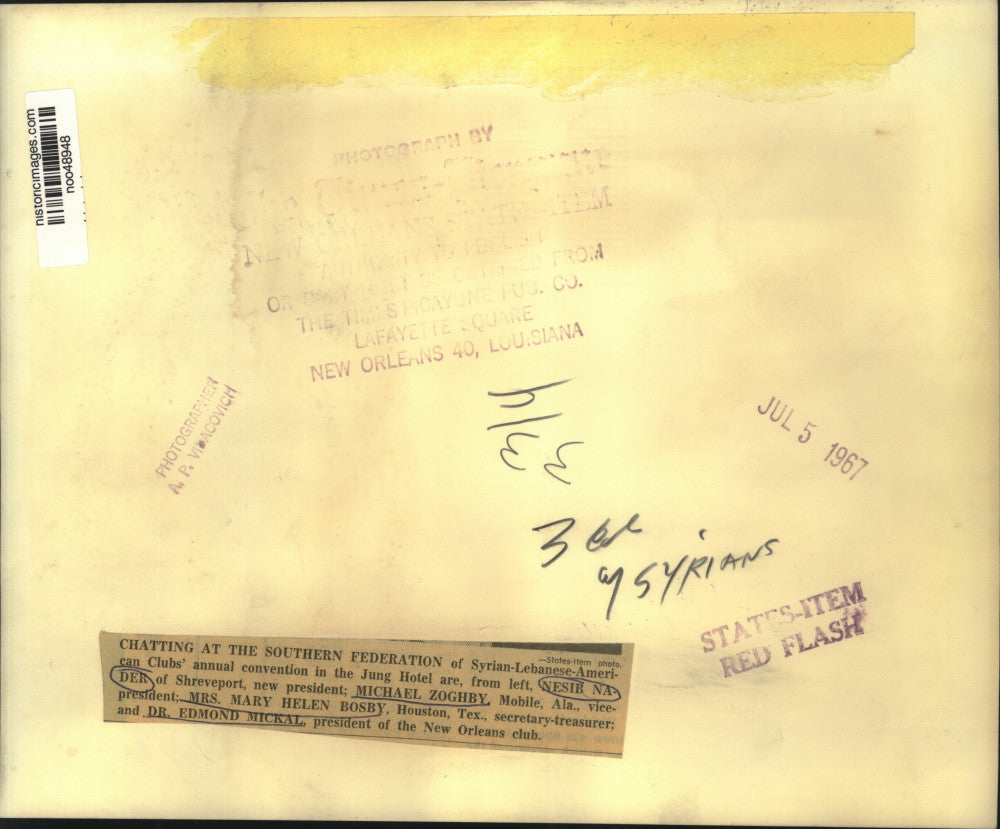 historicimages.com
noo48948
PHOTOGRAPH BY
NEW ORLEANS STATES-ITEM
AUTHORITY TO PUBLISH
OR COPY MUST BE OBTAINED FROM
THE TIMES PICAYUNE PUB. CO.
LAFAYETTE SQUARE
NEW ORLEANS 40, LOUISIANA
PHOTOGRAPHER
A. P. VIDACOVICH
JUL 5 1967
3
SYRIANS
STATES-ITEM
RED FLASH
—States-Item photo.
CHATTING AT THE SOUTHERN FEDERATION of Syrian-Lebanese-Ameri-
can Clubs' annual convention in the Jung Hotel are, from left, NESIB NA-
DER of Shreveport, new president; MICHAEL ZOGHBY, Mobile, Ala., vice-
president; MRS. MARY HELEN BOSBY, Houston, Tex., secretary-treasurer;
and DR. EDMOND MICKAL, president of the New Orleans club.